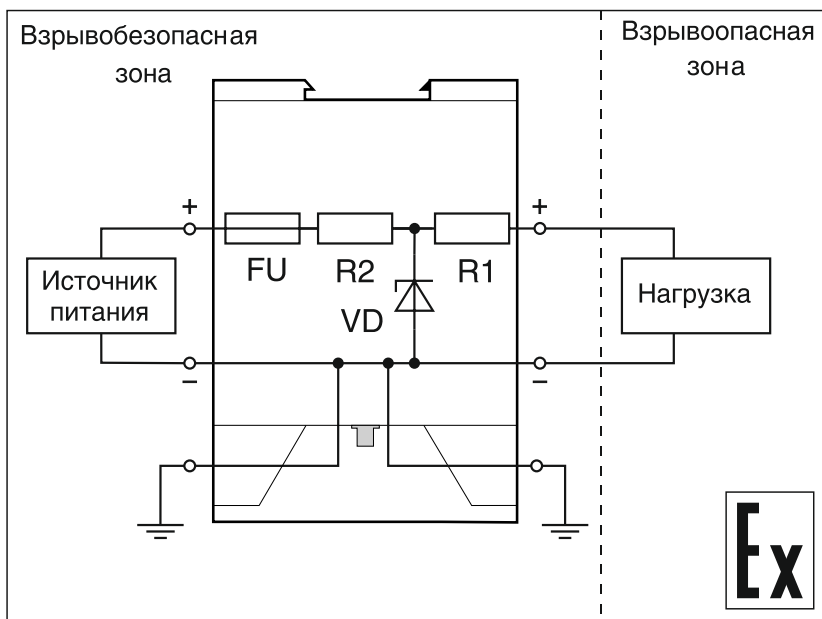 Взрывобезопасная
зона
Взрывоопасная
зона
+
+
FU
R2
R1
Источник
питания
VD
Нагрузка
–
–
Ex